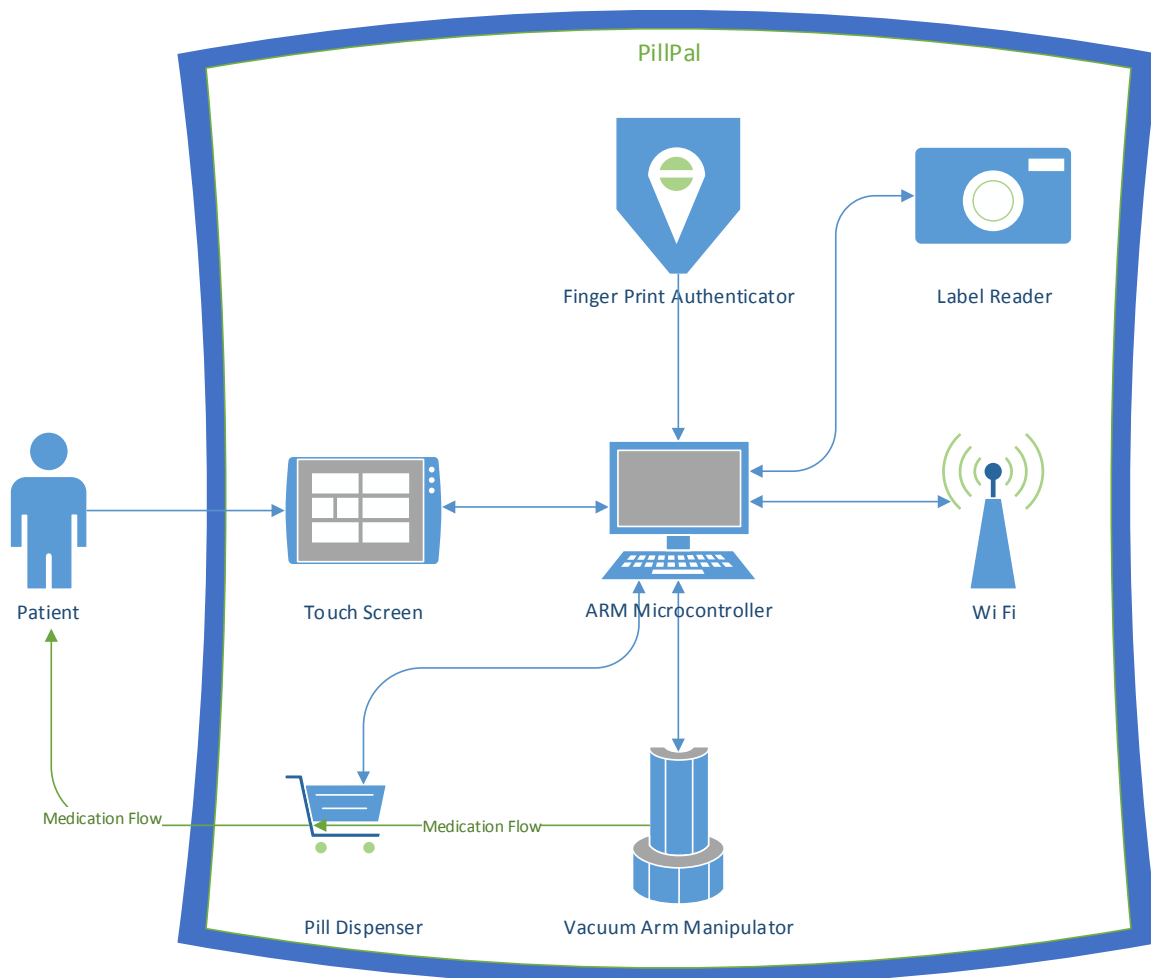 PillPal
Finger Print Authenticator
Label Reader
Patient
Touch Screen
ARM Microcontroller
Wi Fi
Medication Flow
Medication Flow
Pill Dispenser
Vacuum Arm Manipulator